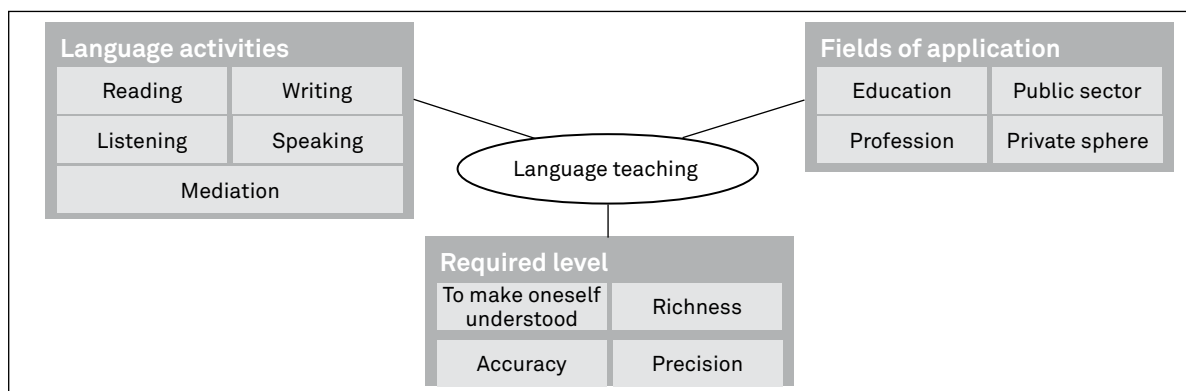 Language activities
Reading
Writing
Listening
Speaking
Mediation
Fields of application
Education
Public sector
Profession
Private sphere
Language teaching
Required level
To make oneself
understood
Richness
Accuracy
Precision